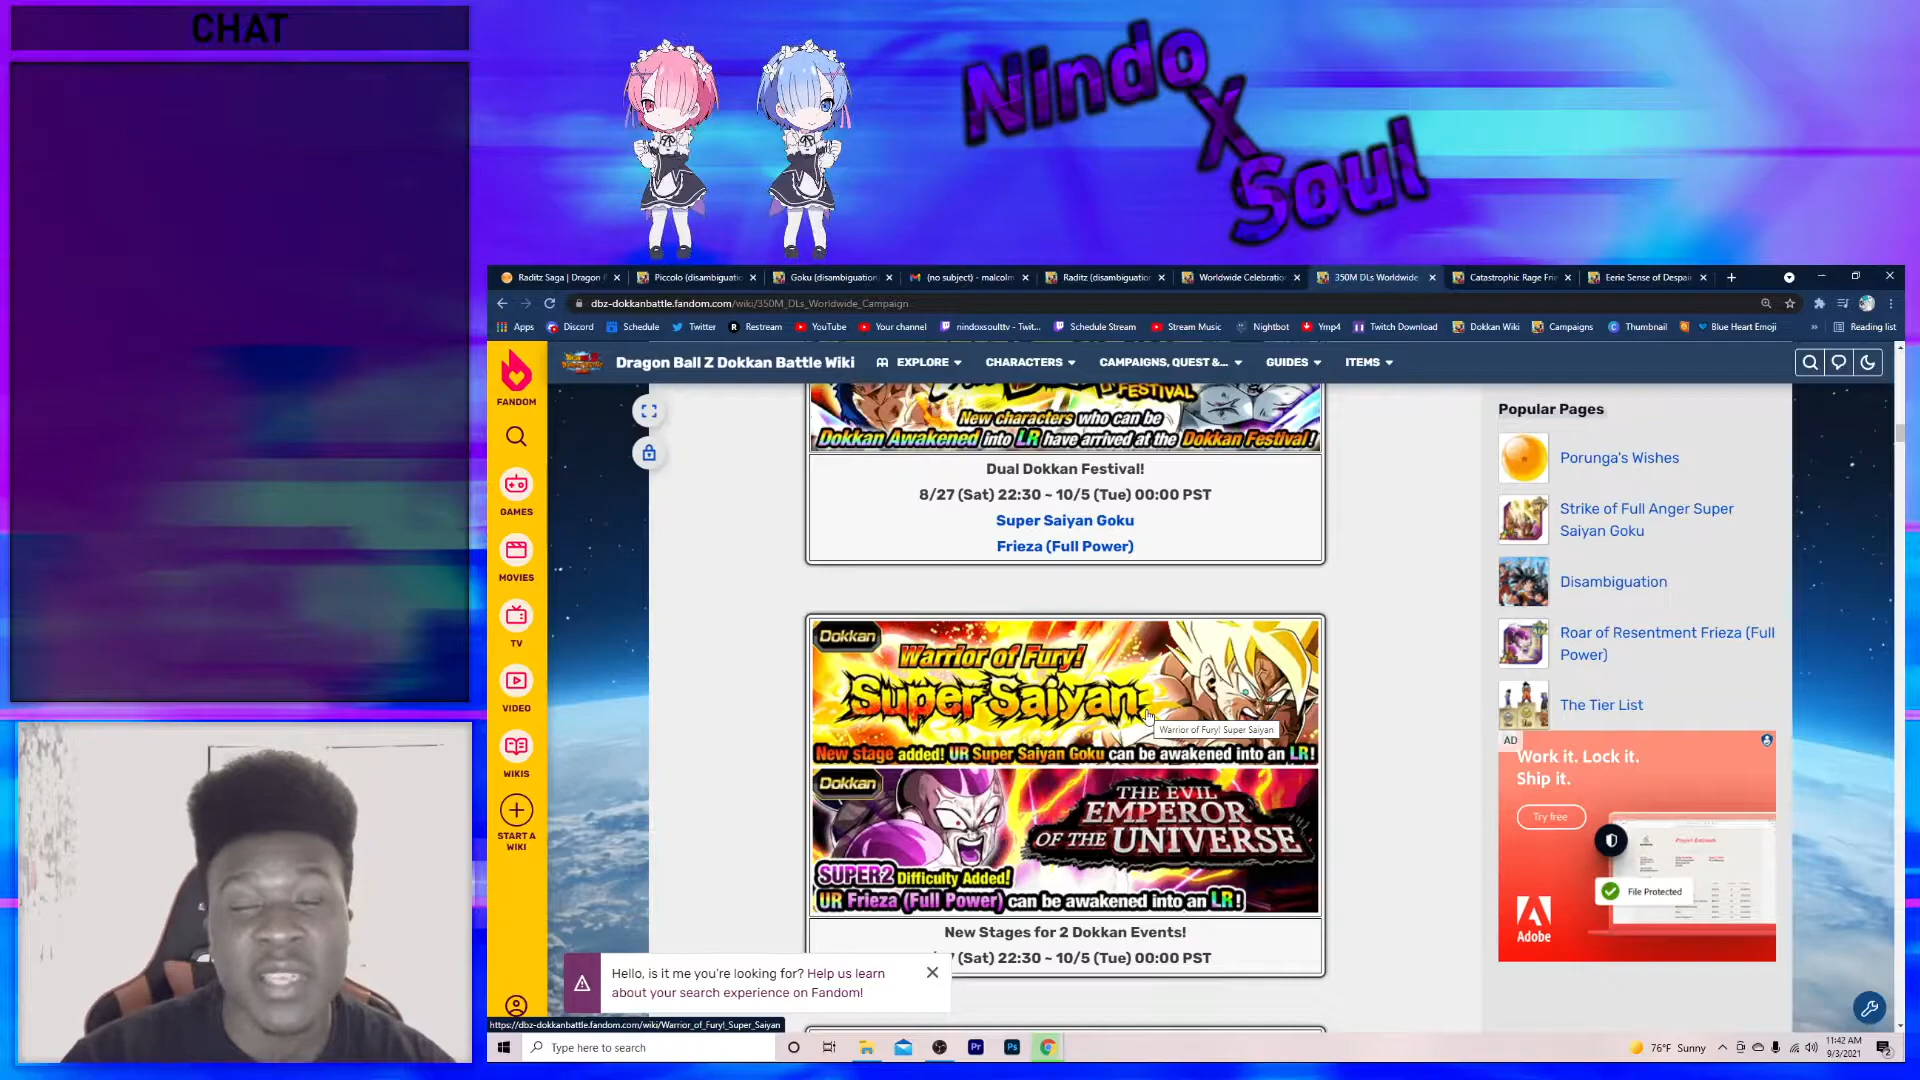 CHAT
Nindo
X
Soul
Raditz Saga | Dragon
Piccolo (disambiguatio
Goku (disambiguation
(no subject) - malcolm
Raditz (disambiguation
Worldwide Celebratio
350M DLs Worldwide
Catastrophic Rage Frie
Eerie Sense of Despair
dbz-dokkanbattle.fandom.com/wiki/350M_DLs_Worldwide_Campaign
Apps
Discord
Schedule
Twitter
Restream
YouTube
Your channel
nindoxsoulttv - Twit...
Schedule Stream
Stream Music
Nightbot
Ymp4
Twitch Download
Dokkan Wiki
Campaigns
Thumbnail
Blue Heart Emoji
»
Reading list
Dragon Ball Z Dokkan Battle Wiki
EXPLORE
CHARACTERS
CAMPAIGNS, QUEST &...
GUIDES
ITEMS
FANDOM
GAMES
MOVIES
TV
VIDEO
WIKIS
START A
WIKI
FESTIVAL
New characters who can be
Dokkan Awakened into LR have arrived at the Dokkan Festival!
Dual Dokkan Festival!
8/27 (Sat) 22:30 ~ 10/5 (Tue) 00:00 PST
Super Saiyan Goku
Frieza (Full Power)
Dokkan
Warrior of Fury!
Super Saiyan
Warrior of Fury! Super Saiyan
New stage added! UR Super Saiyan Goku can be awakened into an LR!
Dokkan
THE EVIL
EMPEROR
OF THE UNIVERSE
SUPER2 Difficulty Added!
UR Frieza (Full Power) can be awakened into an LR!
New Stages for 2 Dokkan Events!
(Sat) 22:30 ~ 10/5 (Tue) 00:00 PST
Popular Pages
Porunga's Wishes
Strike of Full Anger Super
Saiyan Goku
Disambiguation
Roar of Resentment Frieza (Full
Power)
The Tier List
AD
Work it. Lock it.
Ship it.
Try free
File Protected
Adobe
Hello, is it me you're looking for? Help us learn
about your search experience on Fandom!
https://dbz-dokkanbattle.fandom.com/wiki/Warrior_of_Fury!_Super_Saiyan
Type here to search
Pr
Ps
76°F Sunny
11:42 AM
9/3/2021
2